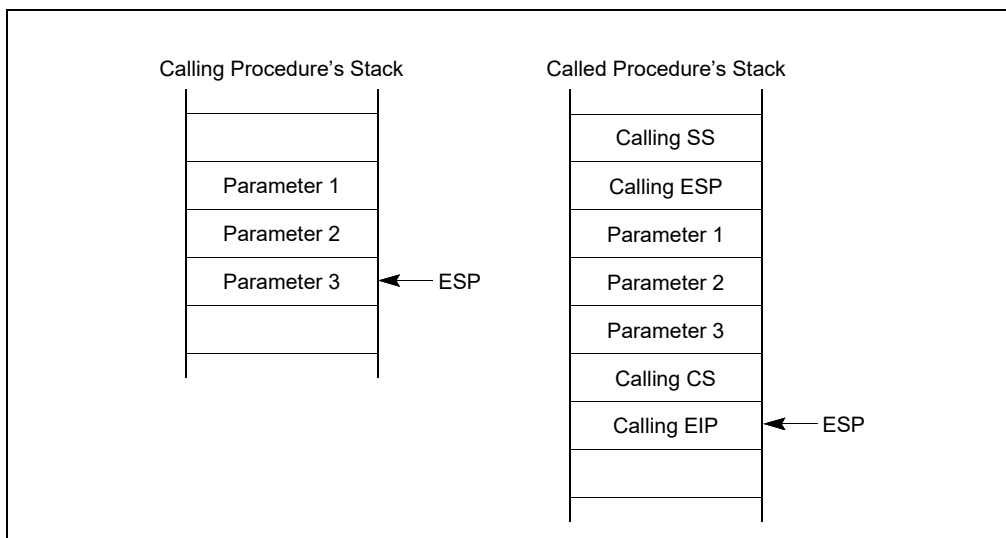 Calling Procedure’s Stack
Parameter 1
Parameter 2
Parameter 3
ESP
Called Procedure’s Stack
Calling SS
Calling ESP
Parameter 1
Parameter 2
Parameter 3
Calling CS
Calling EIP
ESP